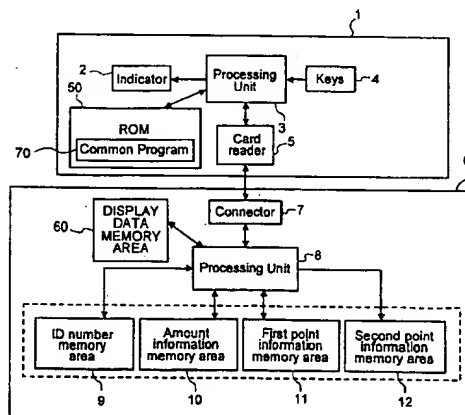 1
2
Indicator
Processing
Unit
Keys
4
50
3
ROM
70
Common Program
Card
reader
5
Connector
7
DISPLAY
DATA
MEMORY
AREA
60
Processing Unit
8
ID number
memory
area
Amount
information
memory area
First point
information
memory area
Second point
information
memory area
9
10
11
12